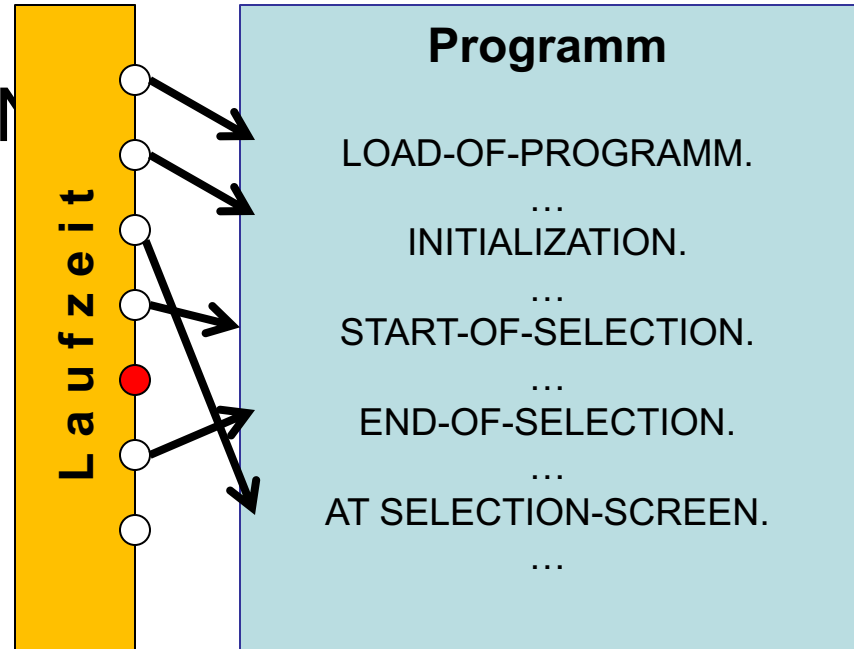 Programm
Laufzeit
LOAD-OF-PROGRAMM.
…
INITIALIZATION.
…
START-OF-SELECTION.
…
END-OF-SELECTION.
…
AT SELECTION-SCREEN.
…